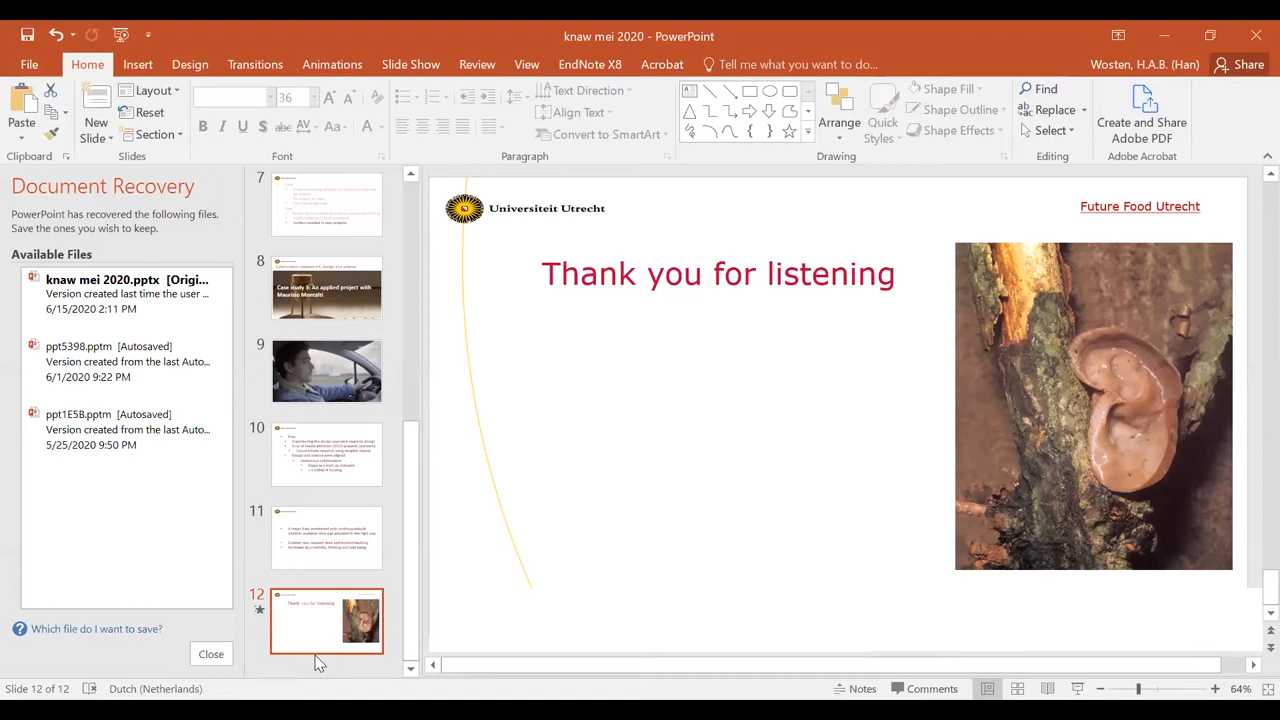 knaw mei 2020 - PowerPoint
File Home Insert Design Transitions Animations Slide Show Review View EndNote X8 Acrobat Tell me what you want to do... Wosten, H.A.B. (Han) Share
Paste
New Slide
Layout
Reset
Section
36
B I U S abc AV Aa A
Text Direction
Align Text
Convert to SmartArt
Arrange
Quick Styles
Shape Fill
Shape Outline
Shape Effects
Find
Replace
Select
Create and Share Adobe PDF
Clipboard Slides Font Paragraph Drawing Editing Adobe Acrobat
Document Recovery
PowerPoint has recovered the following files.
Save the ones you wish to keep.
Available Files
knaw mei 2020.pptx [Origi...
Version created last time the user ...
6/15/2020 2:11 PM
ppt5398.pptm [Autosaved]
Version created from the last Auto...
6/1/2020 9:22 PM
ppt1E5B.pptm [Autosaved]
Version created from the last Auto...
5/25/2020 9:50 PM
Which file do I want to save?
Close
7
8
Case study 3: An applied project with
Maurizio Montalti
9
10
11
12
Thank you for listening
Universiteit Utrecht
Future Food Utrecht
Thank you for listening
Slide 12 of 12 Dutch (Netherlands) Notes Comments 64%